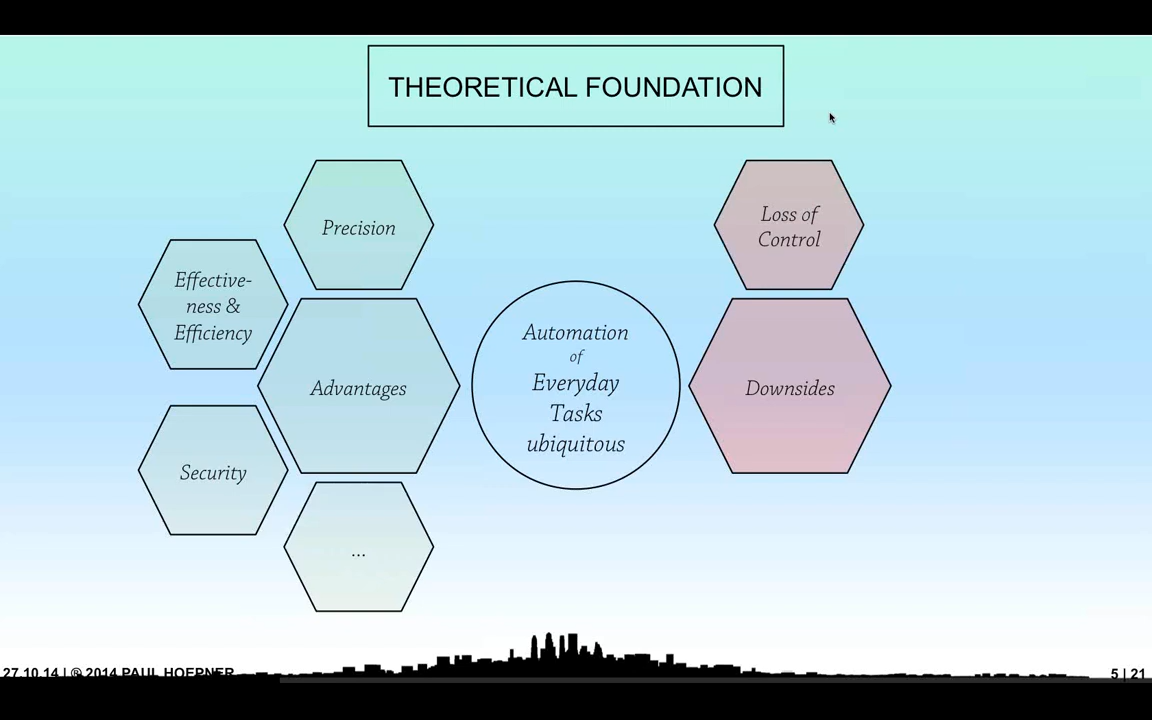 THEORETICAL FOUNDATION
Precision
Effective-
ness &
Efficiency
Advantages
Security
...
Automation
of
Everyday
Tasks
ubiquitous
Loss of
Control
Downsides
27.10.14 | © 2014 PAUL HOEPNER
5 | 21